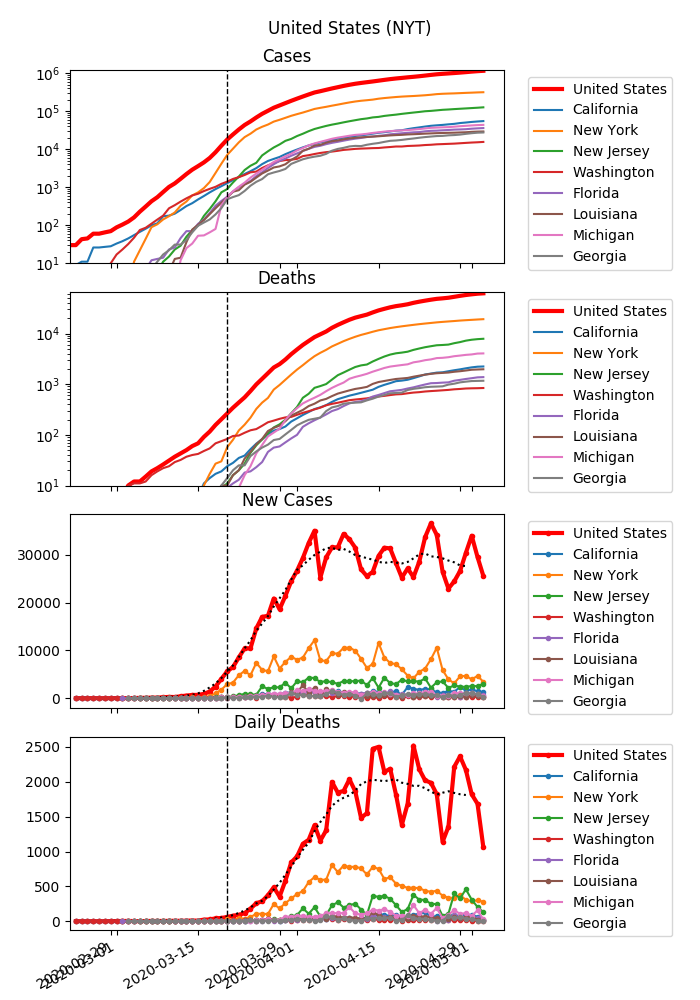 United States (NYT)
Cases
10^6
10^5
10^4
10^3
10^2
10^1
United States
California
New York
New Jersey
Washington
Florida
Louisiana
Michigan
Georgia
Deaths
10^4
10^3
10^2
10^1
United States
California
New York
New Jersey
Washington
Florida
Louisiana
Michigan
Georgia
New Cases
30000
20000
10000
0
United States
California
New York
New Jersey
Washington
Florida
Louisiana
Michigan
Georgia
Daily Deaths
2500
2000
1500
1000
500
0
United States
California
New York
New Jersey
Washington
Florida
Louisiana
Michigan
Georgia
2020-03-01
2020-03-15
2020-03-29
2020-04-01
2020-04-15
2020-05-01